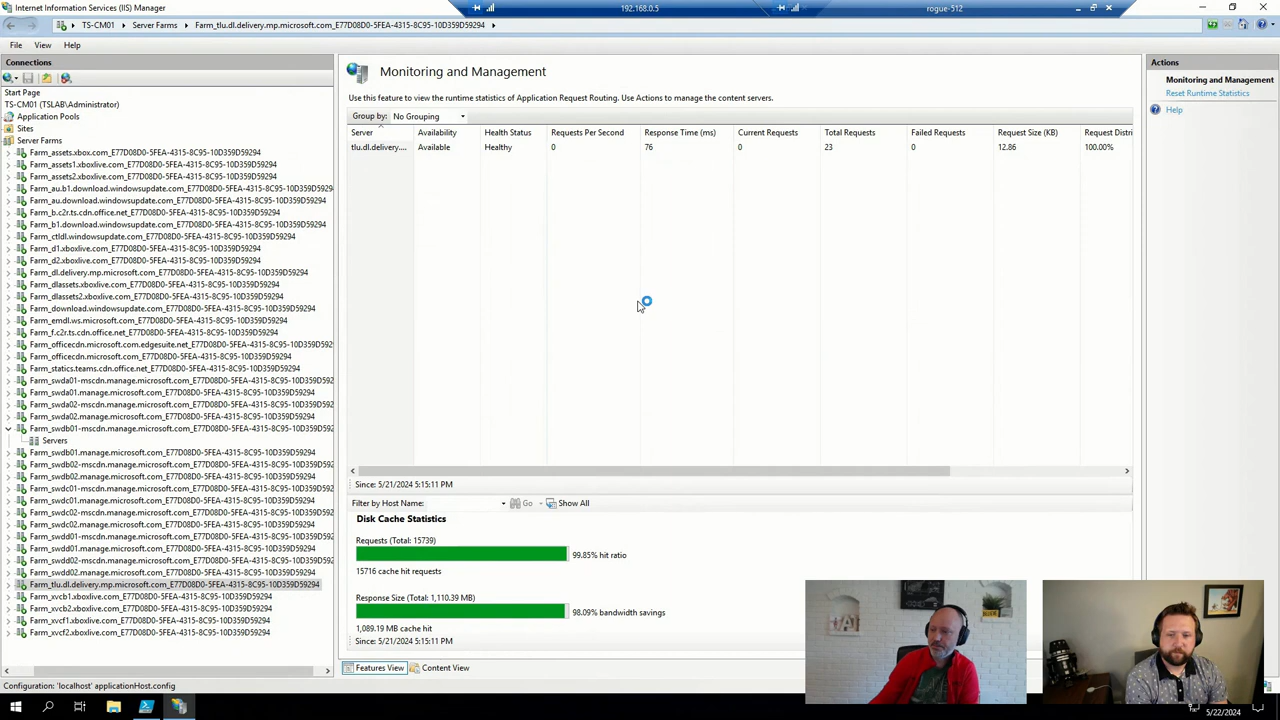 Internet Information Services (IIS) Manager
192.168.0.5
rogue-512
TS-CM01
Server Farms
Farm_tlu.dl.delivery.mp.microsoft.com_E77D08D0-5FEA-4315-8C95-10D359D59294
File View Help
Connections
Start Page
TS-CM01 (TSLAB\Administrator)
Application Pools
Sites
Server Farms
Farm_assets.xbox.com_E77D08D0-5FEA-4315-8C95-10D359D59294
Farm_assets1.xboxlive.com_E77D08D0-5FEA-4315-8C95-10D359D59294
Farm_assets2.xboxlive.com_E77D08D0-5FEA-4315-8C95-10D359D59294
Farm_au.b1.download.windowsupdate.com_E77D08D0-5FEA-4315-8C95-10D359D59294
Farm_au.download.windowsupdate.com_E77D08D0-5FEA-4315-8C95-10D359D59294
Farm_b.c2r.ts.cdn.office.net_E77D08D0-5FEA-4315-8C95-10D359D59294
Farm_b1.download.windowsupdate.com_E77D08D0-5FEA-4315-8C95-10D359D59294
Farm_ctldl.windowsupdate.com_E77D08D0-5FEA-4315-8C95-10D359D59294
Farm_d1.xboxlive.com_E77D08D0-5FEA-4315-8C95-10D359D59294
Farm_d2.xboxlive.com_E77D08D0-5FEA-4315-8C95-10D359D59294
Farm_dl.delivery.mp.microsoft.com_E77D08D0-5FEA-4315-8C95-10D359D59294
Farm_dlassets.xboxlive.com_E77D08D0-5FEA-4315-8C95-10D359D59294
Farm_dlassets2.xboxlive.com_E77D08D0-5FEA-4315-8C95-10D359D59294
Farm_download.windowsupdate.com_E77D08D0-5FEA-4315-8C95-10D359D59294
Farm_emdl.ws.microsoft.com_E77D08D0-5FEA-4315-8C95-10D359D59294
Farm_f.c2r.ts.cdn.office.net_E77D08D0-5FEA-4315-8C95-10D359D59294
Farm_officecdn.microsoft.com.edgesuite.net_E77D08D0-5FEA-4315-8C95-10D359D59294
Farm_officecdn.microsoft.com_E77D08D0-5FEA-4315-8C95-10D359D59294
Farm_statics.teams.cdn.office.net_E77D08D0-5FEA-4315-8C95-10D359D59294
Farm_swda01-mscdn.manage.microsoft.com_E77D08D0-5FEA-4315-8C95-10D359D59294
Farm_swda01.manage.microsoft.com_E77D08D0-5FEA-4315-8C95-10D359D59294
Farm_swda02-mscdn.manage.microsoft.com_E77D08D0-5FEA-4315-8C95-10D359D59294
Farm_swda02.manage.microsoft.com_E77D08D0-5FEA-4315-8C95-10D359D59294
Farm_swdb01-mscdn.manage.microsoft.com_E77D08D0-5FEA-4315-8C95-10D359D59294
Servers
Farm_swdb01.manage.microsoft.com_E77D08D0-5FEA-4315-8C95-10D359D59294
Farm_swdb02-mscdn.manage.microsoft.com_E77D08D0-5FEA-4315-8C95-10D359D59294
Farm_swdb02.manage.microsoft.com_E77D08D0-5FEA-4315-8C95-10D359D59294
Farm_swdc01-mscdn.manage.microsoft.com_E77D08D0-5FEA-4315-8C95-10D359D59294
Farm_swdc01.manage.microsoft.com_E77D08D0-5FEA-4315-8C95-10D359D59294
Farm_swdc02-mscdn.manage.microsoft.com_E77D08D0-5FEA-4315-8C95-10D359D59294
Farm_swdc02.manage.microsoft.com_E77D08D0-5FEA-4315-8C95-10D359D59294
Farm_swdd01-mscdn.manage.microsoft.com_E77D08D0-5FEA-4315-8C95-10D359D59294
Farm_swdd01.manage.microsoft.com_E77D08D0-5FEA-4315-8C95-10D359D59294
Farm_swdd02-mscdn.manage.microsoft.com_E77D08D0-5FEA-4315-8C95-10D359D59294
Farm_swdd02.manage.microsoft.com_E77D08D0-5FEA-4315-8C95-10D359D59294
Farm_tlu.dl.delivery.mp.microsoft.com_E77D08D0-5FEA-4315-8C95-10D359D59294
Farm_xvcb1.xboxlive.com_E77D08D0-5FEA-4315-8C95-10D359D59294
Farm_xvcb2.xboxlive.com_E77D08D0-5FEA-4315-8C95-10D359D59294
Farm_xvcf1.xboxlive.com_E77D08D0-5FEA-4315-8C95-10D359D59294
Farm_xvcf2.xboxlive.com_E77D08D0-5FEA-4315-8C95-10D359D59294
Monitoring and Management
Use this feature to view the runtime statistics of Application Request Routing. Use Actions to manage the content servers.
Group by: No Grouping
Server Availability Health Status Requests Per Second Response Time (ms) Current Requests Total Requests Failed Requests Request Size (KB) Request Distri
tlu.dl.delivery.... Available Healthy 0 76 0 23 0 12.86 100.00%
Since: 5/21/2024 5:15:11 PM
Filter by Host Name: Go Show All
Disk Cache Statistics
Requests (Total: 15739)
99.85% hit ratio
15716 cache hit requests
Response Size (Total: 1,110.39 MB)
98.09% bandwidth savings
1,089.19 MB cache hit
Since: 5/21/2024 5:15:11 PM
Features View Content View
Actions
Monitoring and Management
Reset Runtime Statistics
Help
Configuration: 'localhost' applicationHost.config
5/22/2024